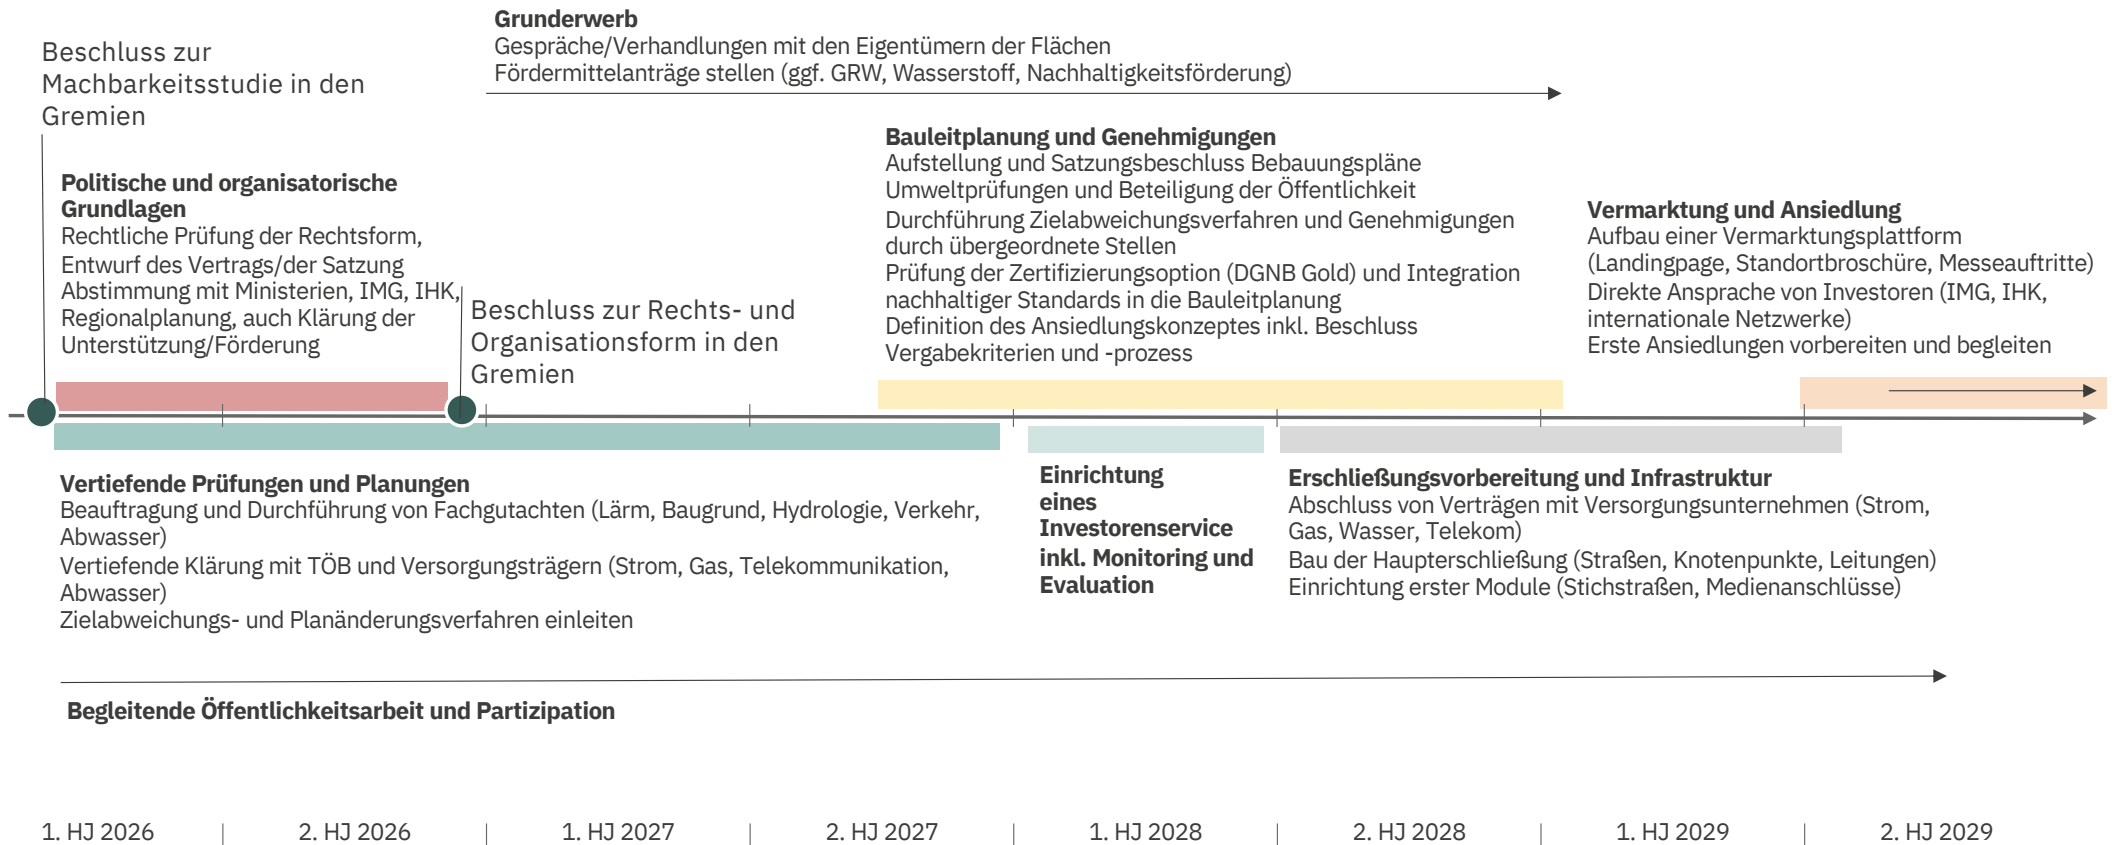 Grunderwerb
Gespräche/Verhandlungen mit den Eigentümern der Flächen
Fördermittelanträge stellen (ggf. GRW, Wasserstoff, Nachhaltigkeitsförderung)
Beschluss zur
Machbarkeitsstudie in den
Gremien
Politische und organisatorische
Grundlagen
Rechtliche Prüfung der Rechtsform,
Entwurf des Vertrags/der Satzung
Abstimmung mit Ministerien, IMG, IHK,
Regionalplanung, auch Klärung der
Unterstützung/Förderung
Beschluss zur Rechts- und
Organisationsform in den
Gremien
Bauleitplanung und Genehmigungen
Aufstellung und Satzungsbeschluss Bebauungspläne
Umweltprüfungen und Beteiligung der Öffentlichkeit
Durchführung Zielabweichungsverfahren und Genehmigungen
durch übergeordnete Stellen
Prüfung der Zertifizierungsoption (DGNB Gold) und Integration
nachhaltiger Standards in die Bauleitplanung
Definition des Ansiedlungskonzeptes inkl. Beschluss
Vergabekriterien und -prozess
Vermarktung und Ansiedlung
Aufbau einer Vermarktungsplattform
(Landingpage, Standortbroschüre, Messeauftritte)
Direkte Ansprache von Investoren (IMG, IHK,
internationale Netzwerke)
Erste Ansiedlungen vorbereiten und begleiten
Vertiefende Prüfungen und Planungen
Beauftragung und Durchführung von Fachgutachten (Lärm, Baugrund, Hydrologie, Verkehr,
Abwasser)
Vertiefende Klärung mit TÖB und Versorgungsträgern (Strom, Gas, Telekommunikation,
Abwasser)
Zielabweichungs- und Planänderungsverfahren einleiten
Einrichtung
eines
Investorenservice
inkl. Monitoring und
Evaluation
Erschließungsvorbereitung und Infrastruktur
Abschluss von Verträgen mit Versorgungsunternehmen (Strom,
Gas, Wasser, Telekom)
Bau der Haupterschließung (Straßen, Knotenpunkte, Leitungen)
Einrichtung erster Module (Stichstraßen, Medienanschlüsse)
Begleitende Öffentlichkeitsarbeit und Partizipation
1. HJ 2026
2. HJ 2026
1. HJ 2027
2. HJ 2027
1. HJ 2028
2. HJ 2028
1. HJ 2029
2. HJ 2029